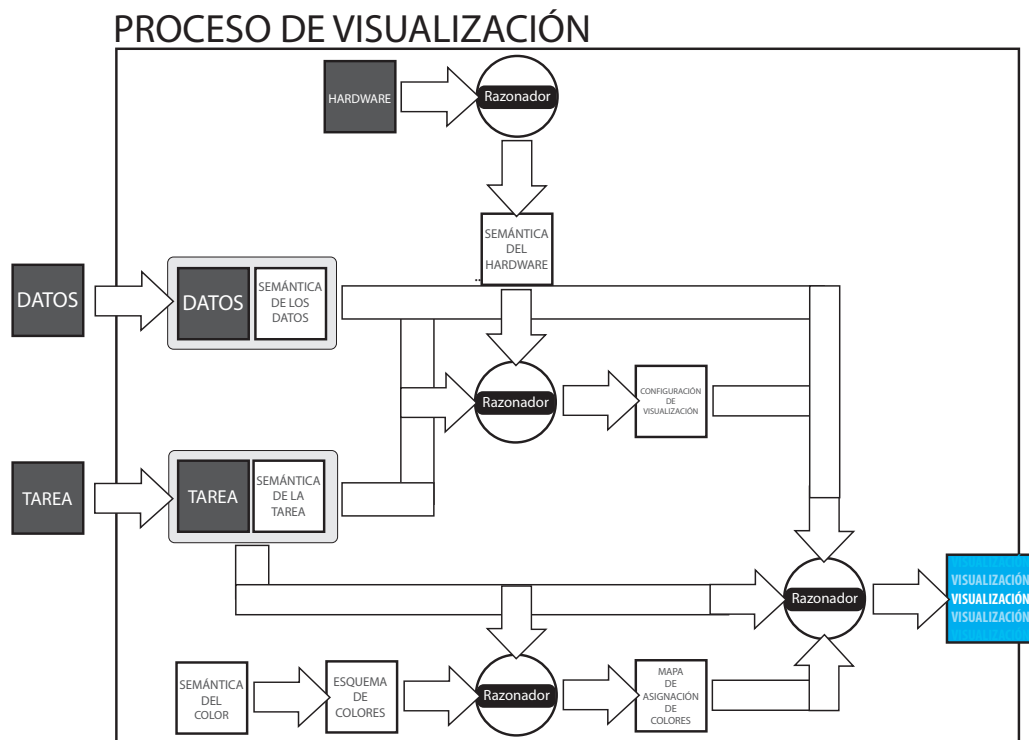 PROCESO DE VISUALIZACIÓN
HARDWARE
Razonador
SEMÁNTICA
DEL
HARDWARE
DATOS
DATOS
SEMÁNTICA
DE LOS
DATOS
Razonador
CONFIGURACIÓN
DE
VISUALIZACIÓN
TAREA
TAREA
SEMÁNTICA
DE LA
TAREA
Razonador
VISUALIZACIÓN
VISUALIZACIÓN
VISUALIZACIÓN
VISUALIZACIÓN
VISUALIZACIÓN
SEMÁNTICA
DEL
COLOR
ESQUEMA
DE
COLORES
Razonador
MAPA
DE
ASIGNACIÓN
DE
COLORES